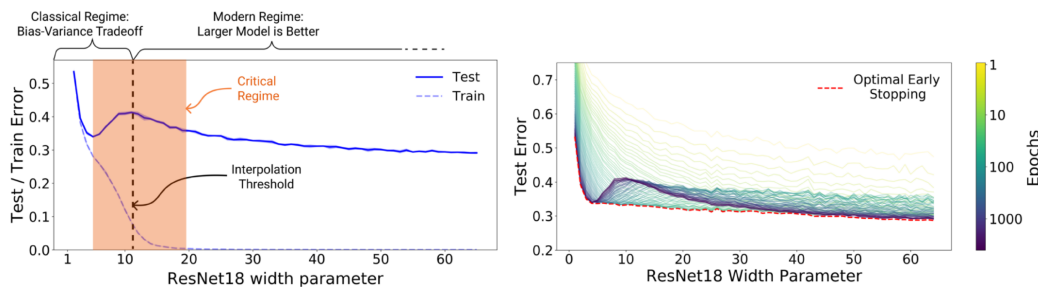 Classical Regime:
Bias-Variance Tradeoff
Modern Regime:
Larger Model is Better
Test / Train Error
0.5
0.4
0.3
0.2
0.1
0.0
Critical
Regime
Test
Train
Interpolation
Threshold
1
10
20
30
40
50
60
ResNet18 width parameter
Test Error
0.7
0.6
0.5
0.4
0.3
0.2
Optimal Early
Stopping
0
10
20
30
40
50
60
ResNet18 Width Parameter
1
10
100
1000
Epochs